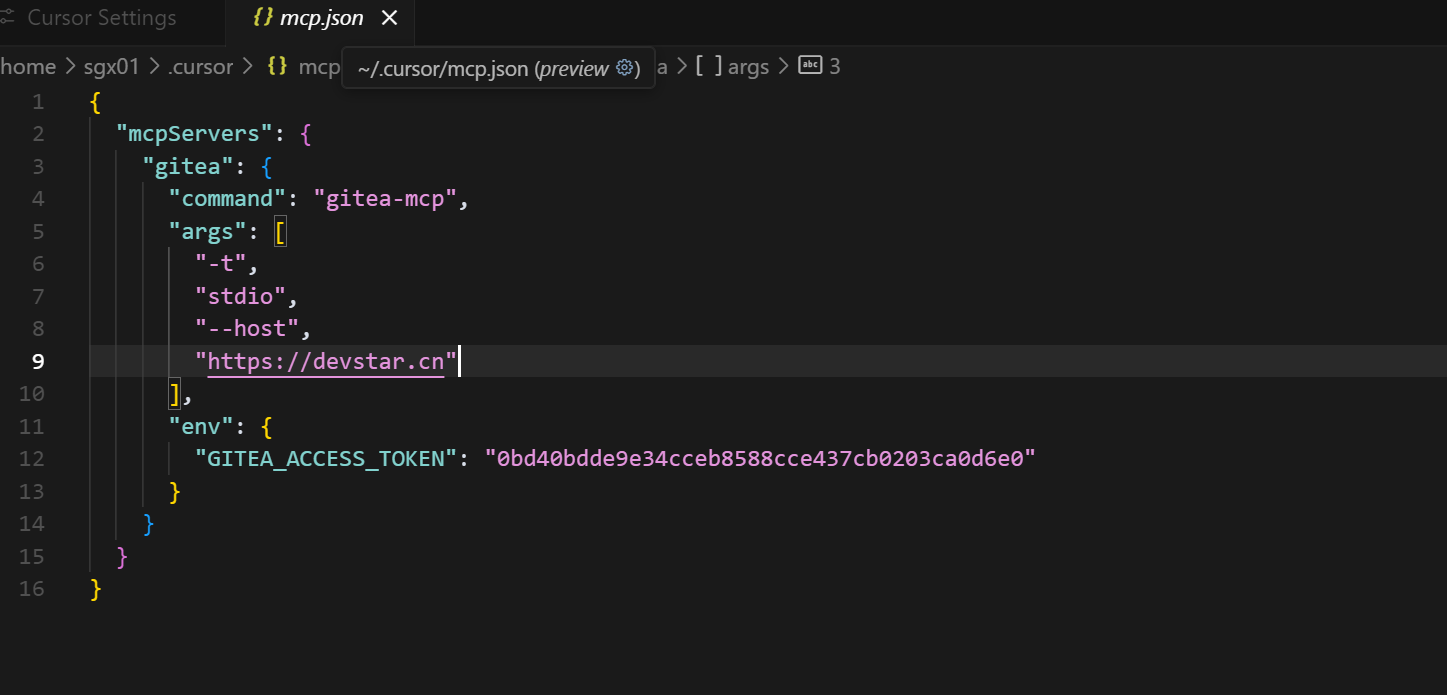 Cursor Settings
{} mcp.json ×
home > sgx01 > .cursor > {} mcp
~/.cursor/mcp.json (preview )
a > [ ] args > abc 3
1 {
2   "mcpServers": {
3     "gitea": {
4       "command": "gitea-mcp",
5       "args": [
6         "-t",
7         "stdio",
8         "--host",
9         "https://devstar.cn"
10       ],
11       "env": {
12         "GITEA_ACCESS_TOKEN": "0bd40bdde9e34cceb8588cce437cb0203ca0d6e0"
13       }
14     }
15   }
16 }